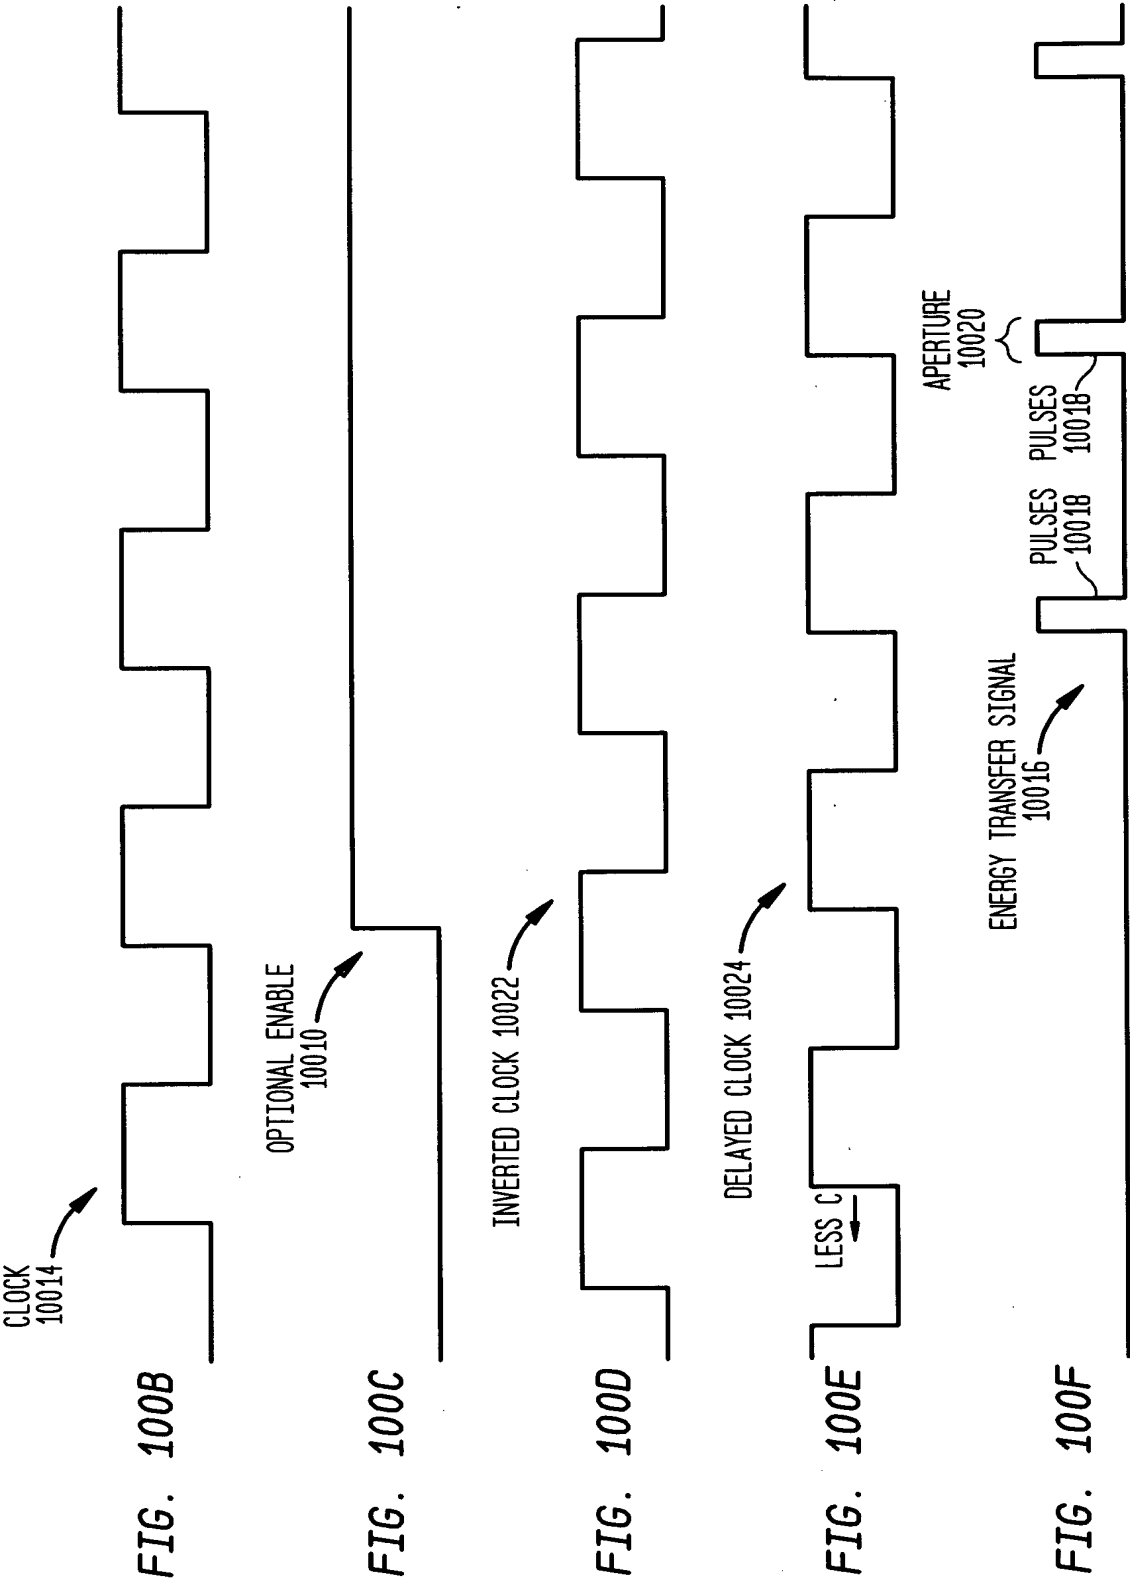 CLOCK
10014
FIG. 100B
OPTIONAL ENABLE
10010
FIG. 100C
INVERTED CLOCK 10022
FIG. 100D
DELAYED CLOCK 10024
LESS C
FIG. 100E
ENERGY TRANSFER SIGNAL
10016
PULSES
10018
PULSES
10018
APERTURE
10020
FIG. 100F